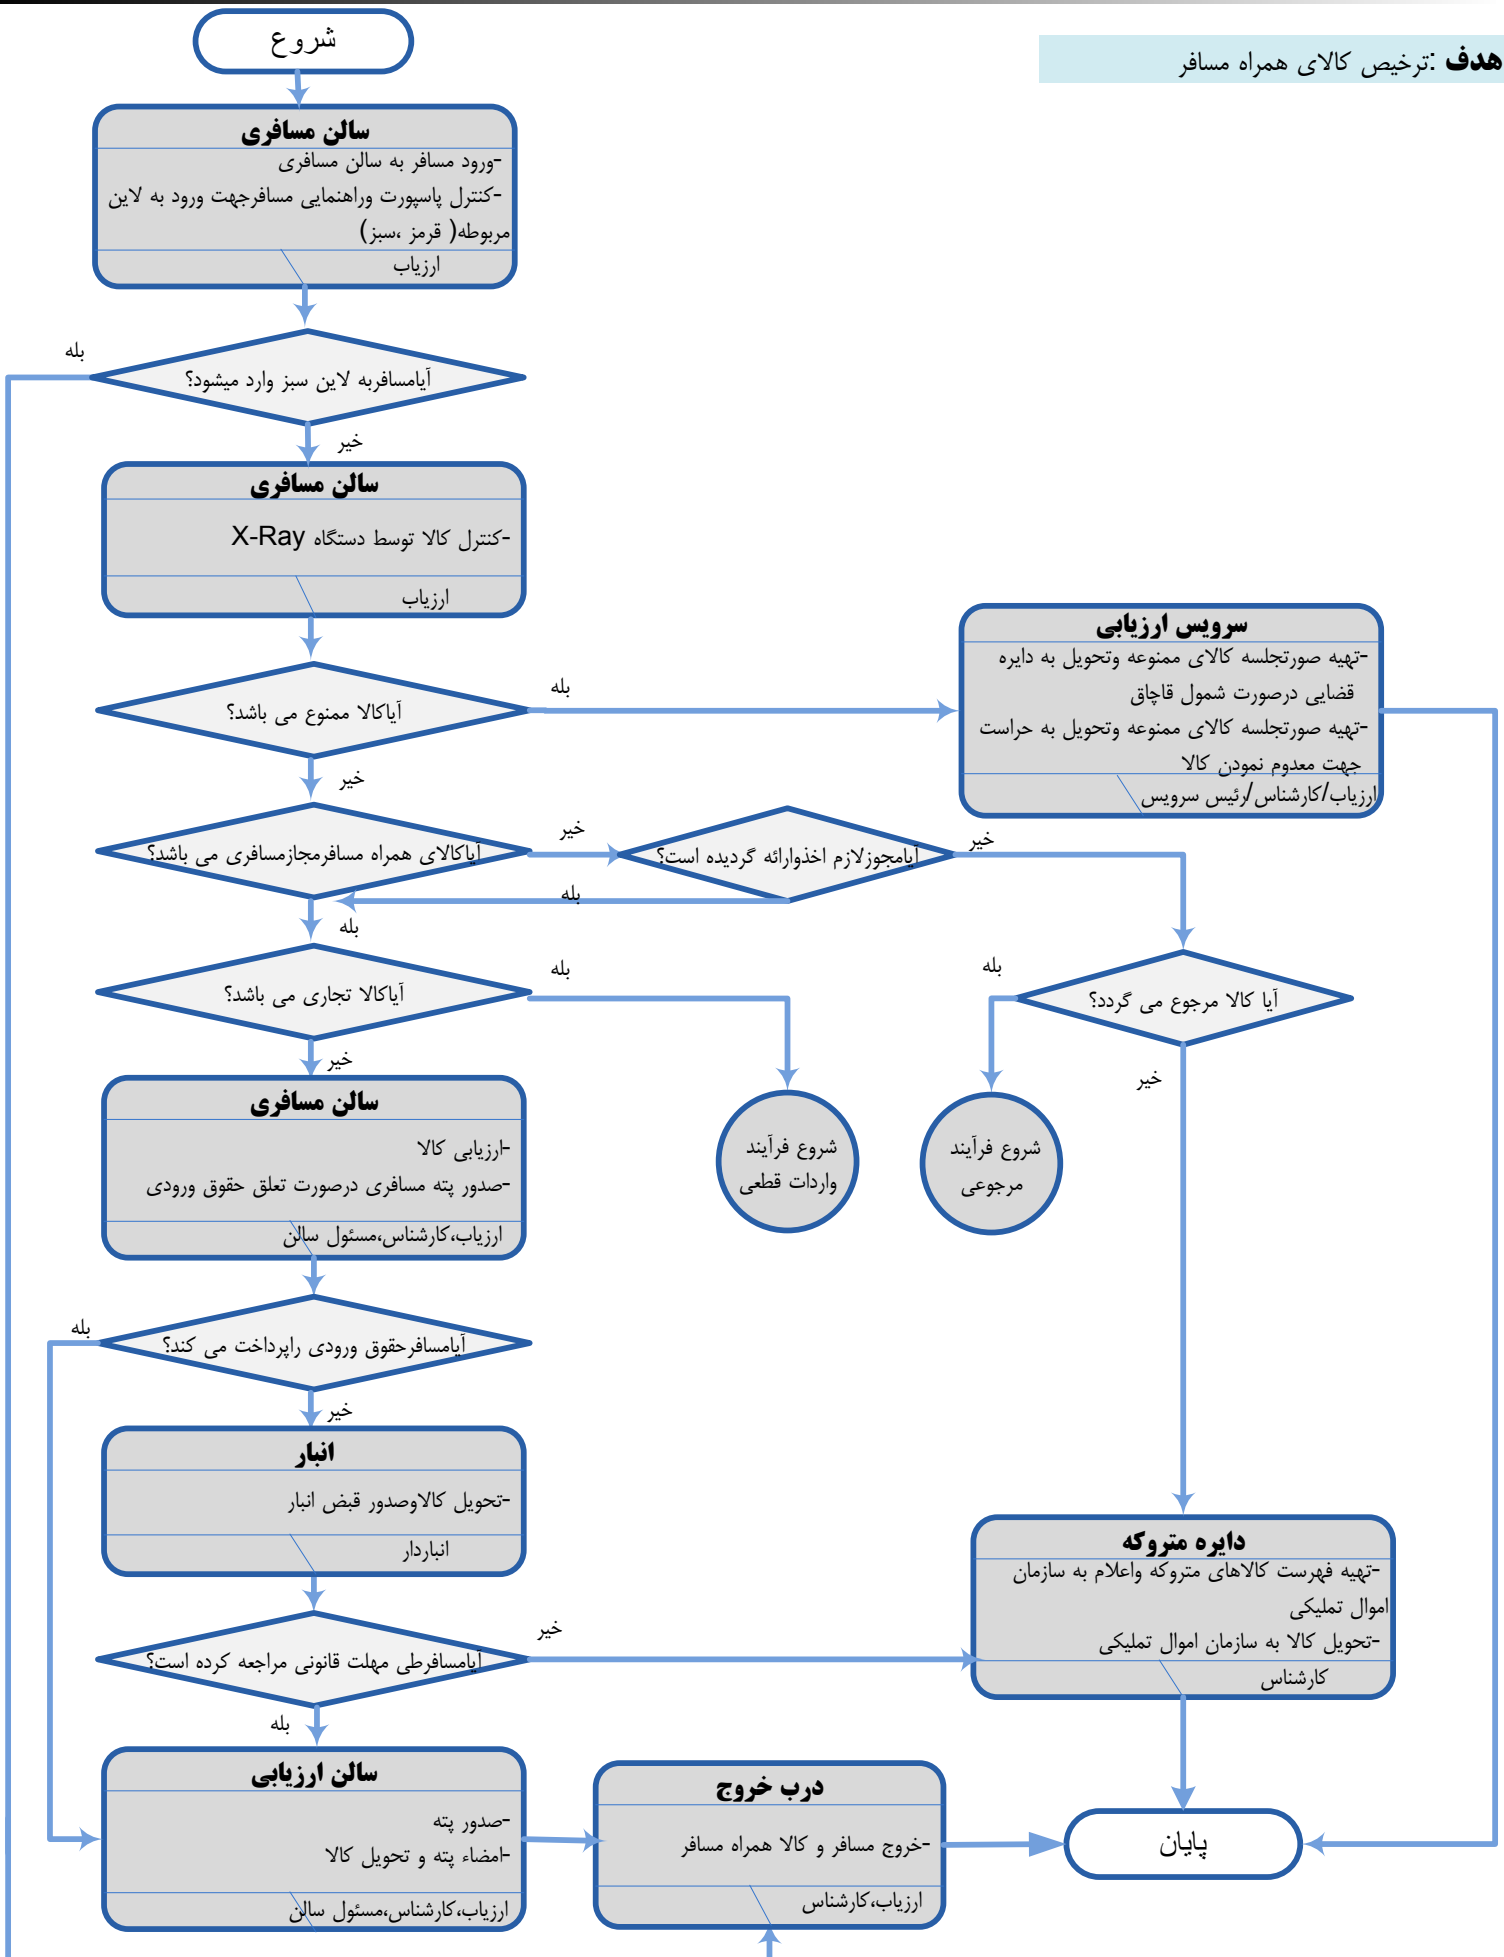 هدف :ترخیص کالای همراه مسافر
شروع
سالن مسافری
-ورود مسافر به سالن مسافری
-کنترل پاسپورت وراهنمایی مسافرجهت ورود به لاین
مربوطه( قرمز ،سبز)
ارزیاب
آیامسافربه لاین سبز وارد میشود؟
بله
خیر
سالن مسافری
-کنترل کالا توسط دستگاه X-Ray
ارزیاب
آیاکالا ممنوع می باشد؟
بله
خیر
سرویس ارزیابی
-تهیه صورتجلسه کالای ممنوعه وتحویل به دایره
قضایی درصورت شمول قاچاق
-تهیه صورتجلسه کالای ممنوعه وتحویل به حراست
جهت معدوم نمودن کالا
ارزیاب/کارشناس/رئیس سرویس
آیاکالای همراه مسافرمجازمسافری می باشد؟
خیر
بله
آیامجوزلازم اخذوارائه گردیده است؟
خیر
بله
آیاکالا تجاری می باشد؟
بله
خیر
آیا کالا مرجوع می گردد؟
بله
خیر
شروع فرآیند
واردات قطعی
شروع فرآیند
مرجوعی
سالن مسافری
-ارزیابی کالا
-صدور پته مسافری درصورت تعلق حقوق ورودی
ارزیاب،کارشناس،مسئول سالن
آیامسافرحقوق ورودی راپرداخت می کند؟
بله
خیر
انبار
-تحویل کالاوصدور قبض انبار
انباردار
آیامسافرطی مهلت قانونی مراجعه کرده است؟
خیر
بله
دایره متروکه
-تهیه فهرست کالاهای متروکه واعلام به سازمان
اموال تملیکی
-تحویل کالا به سازمان اموال تملیکی
کارشناس
سالن ارزیابی
-صدور پته
-امضاء پته و تحویل کالا
ارزیاب،کارشناس،مسئول سالن
درب خروج
-خروج مسافر و کالا همراه مسافر
ارزیاب،کارشناس
پایان